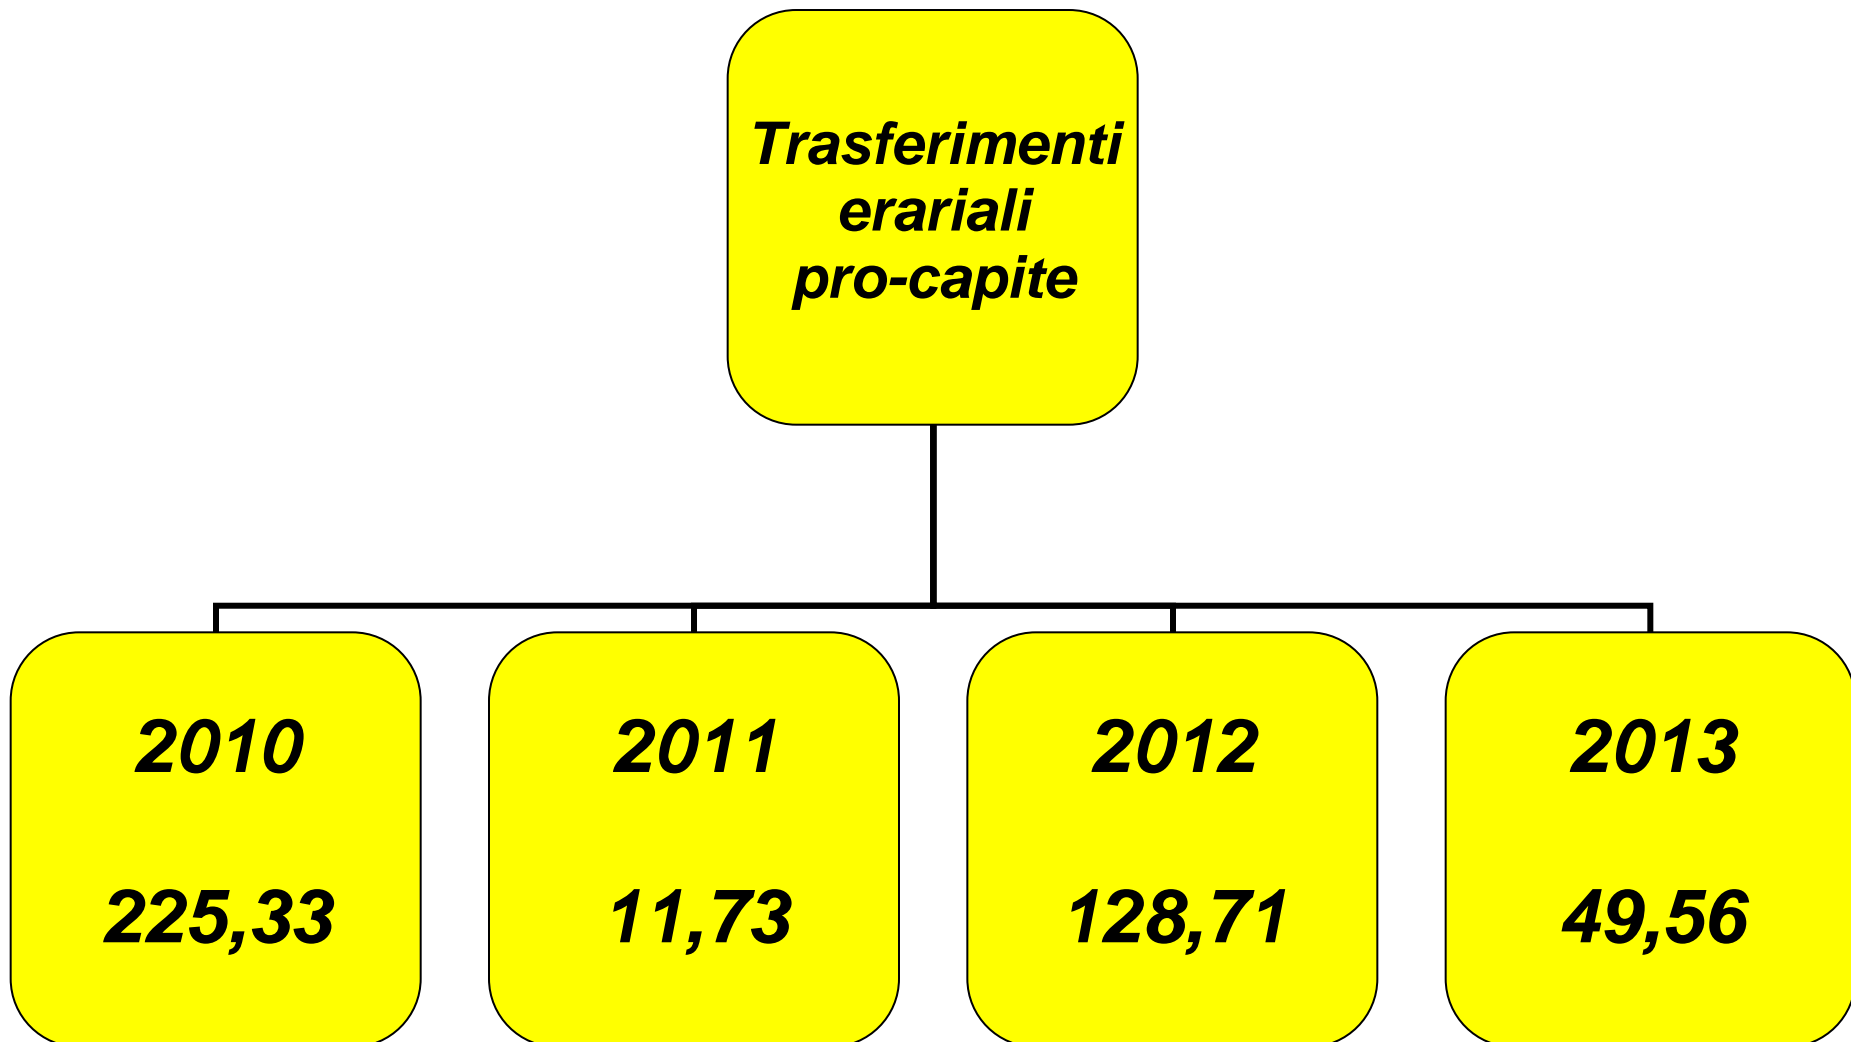 Trasferimenti
erariali
pro-capite
2010
225,33
2011
11,73
2012
128,71
2013
49,56